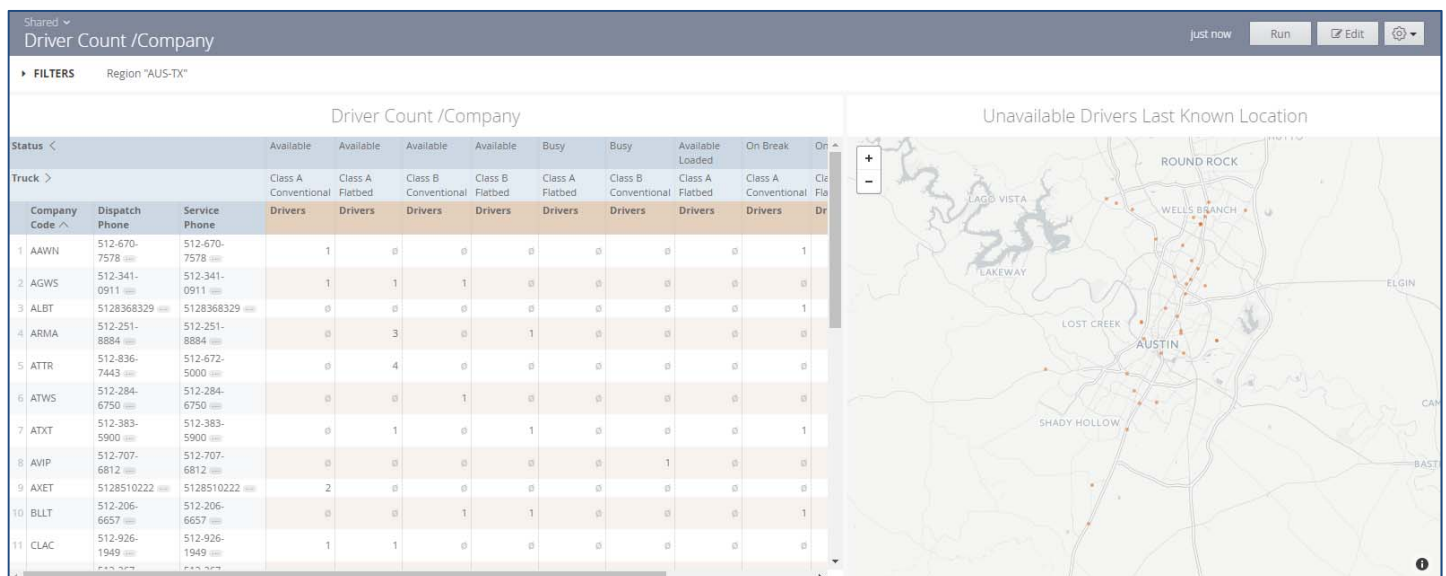 Shared
Driver Count /Company
just now Run Edit
FILTERS Region "AUS-TX"
Driver Count /Company
Status Available Available Available Available Busy Busy Available Loaded On Break
Truck Class A Conventional Class A Flatbed Class B Conventional Class B Flatbed Class A Flatbed Class B Conventional Class A Flatbed Class A Conventional
Company Code Dispatch Phone Service Phone Drivers Drivers Drivers Drivers Drivers Drivers Drivers Drivers
1 AAWN 512-670-7578 512-670-7578 1 ∅ ∅ ∅ ∅ ∅ ∅ 1
2 AGWS 512-341-0911 512-341-0911 1 1 1 ∅ ∅ ∅ ∅ ∅
3 ALBT 5128368329 5128368329 ∅ ∅ ∅ ∅ ∅ ∅ ∅ 1
4 ARMA 512-251-8884 512-251-8884 ∅ 3 ∅ 1 ∅ ∅ ∅ ∅
5 ATTR 512-836-7443 512-672-5000 ∅ 4 ∅ ∅ ∅ ∅ ∅ ∅
6 ATWS 512-284-6750 512-284-6750 ∅ ∅ 1 ∅ ∅ ∅ ∅ ∅
7 ATXT 512-383-5900 512-383-5900 ∅ 1 ∅ 1 ∅ ∅ ∅ 1
8 AVIP 512-707-6812 512-707-6812 ∅ ∅ ∅ ∅ ∅ 1 ∅ ∅
9 AXET 5128510222 5128510222 2 ∅ ∅ ∅ ∅ ∅ ∅ ∅
10 BLLT 512-206-6657 512-206-6657 ∅ ∅ 1 1 ∅ ∅ ∅ 1
11 CLAC 512-926-1949 512-926-1949 1 1 ∅ ∅ ∅ ∅ ∅ ∅
Unavailable Drivers Last Known Location
+
−
ROUND ROCK
LAGO VISTA
WELLS BRANCH
LAKEWAY
ELGIN
LOST CREEK
AUSTIN
SHADY HOLLOW